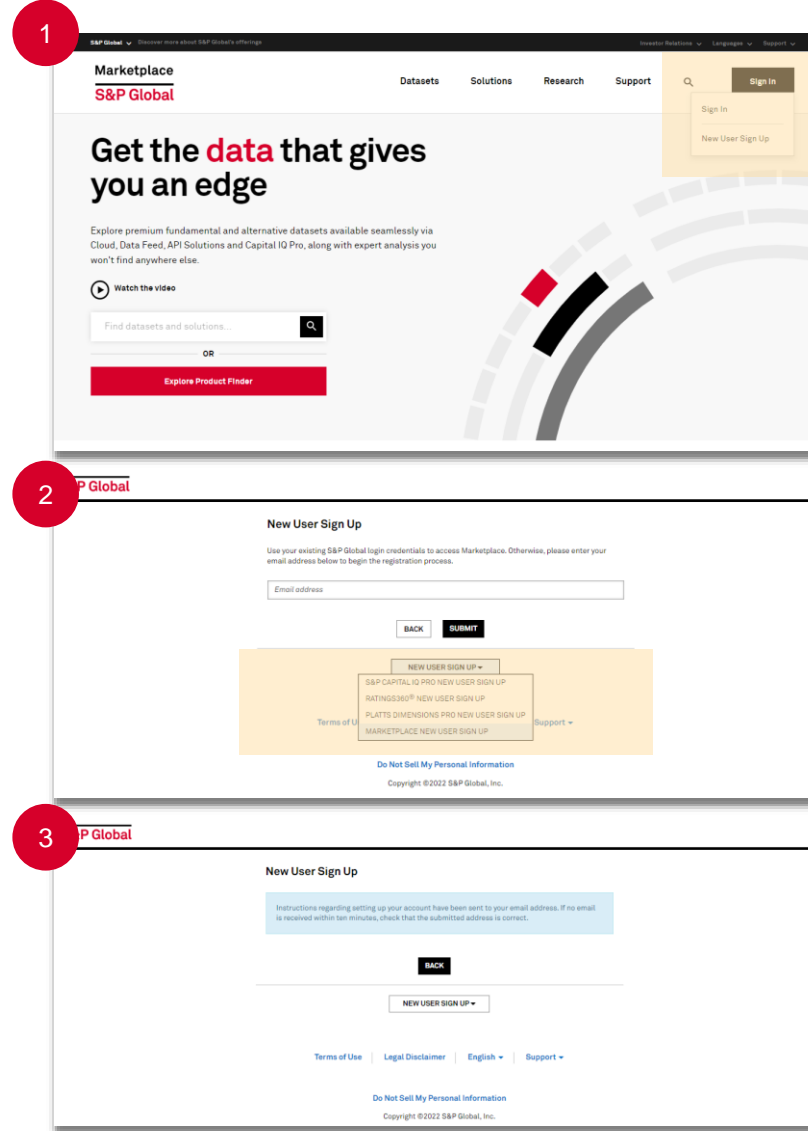 1
S&P Global Discover more about S&P Global's offerings Investor Relations Languages Support
Marketplace
S&P Global
Datasets Solutions Research Support Sign In
Sign In
New User Sign Up
Get the data that gives
you an edge
Explore premium fundamental and alternative datasets available seamlessly via
Cloud, Data Feed, API Solutions and Capital IQ Pro, along with expert analysis you
won't find anywhere else.
Watch the video
Find datasets and solutions...
OR
Explore Product Finder
2
P Global
New User Sign Up
Use your existing S&P Global login credentials to access Marketplace. Otherwise, please enter your
email address below to begin the registration process.
Email address
BACK SUBMIT
NEW USER SIGN UP
S&P CAPITAL IQ PRO NEW USER SIGN UP
RATINGS360® NEW USER SIGN UP
PLATTS DIMENSIONS PRO NEW USER SIGN UP
Terms of U Support
MARKETPLACE NEW USER SIGN UP
Do Not Sell My Personal Information
Copyright ©2022 S&P Global, Inc.
3
P Global
New User Sign Up
Instructions regarding setting up your account have been sent to your email address. If no email
is received within ten minutes, check that the submitted address is correct.
BACK
NEW USER SIGN UP
Terms of Use Legal Disclaimer English Support
Do Not Sell My Personal Information
Copyright ©2022 S&P Global, Inc.